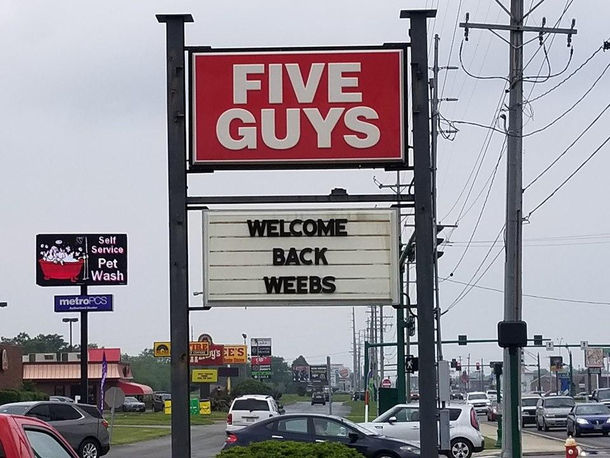 FIVE
GUYS
WELCOME
BACK
WEEBS
Self
Service
Pet
Wash
metroPCS